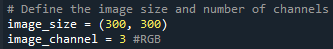 # Define the image size and number of channels
image_size = (300, 300)
image_channel = 3 #RGB